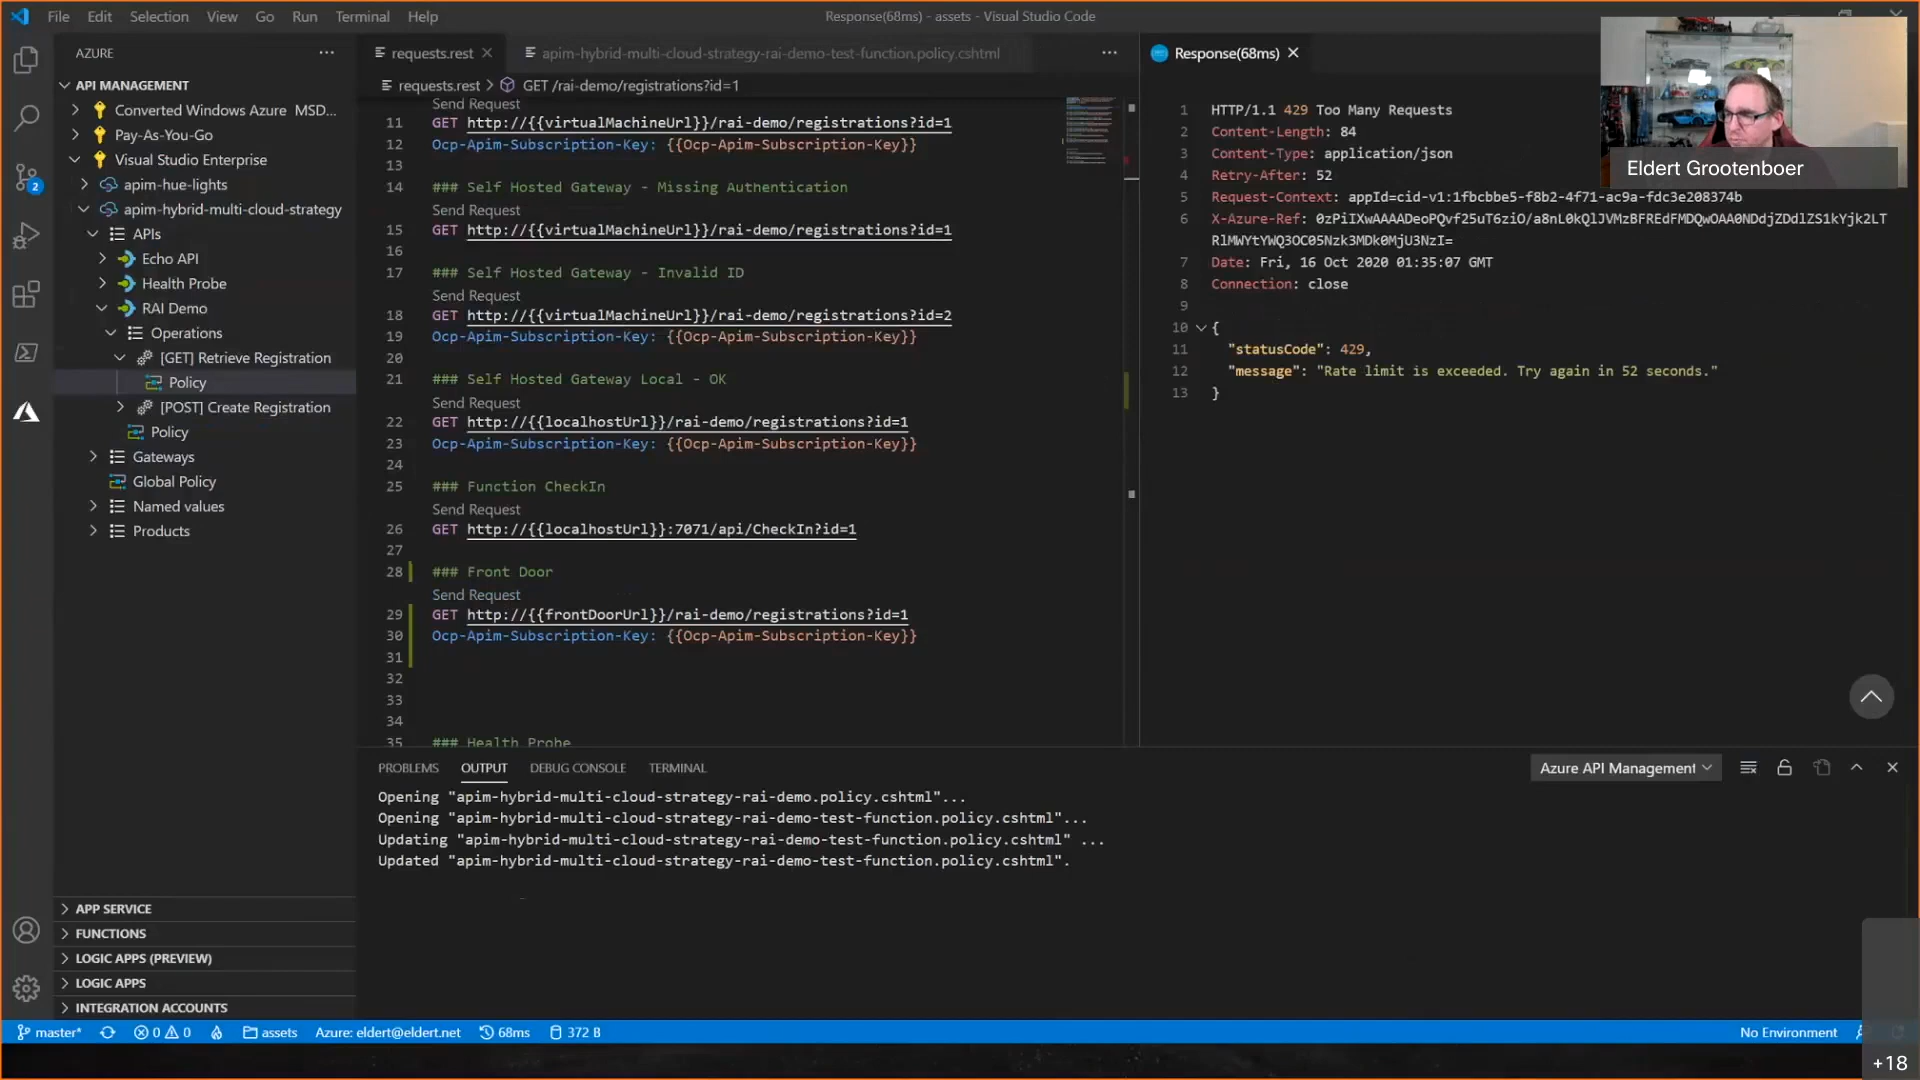 File Edit Selection View Go Run Terminal Help
Response(68ms) - assets - Visual Studio Code
AZURE
API MANAGEMENT
Converted Windows Azure MSD...
Pay-As-You-Go
Visual Studio Enterprise
apim-hue-lights
apim-hybrid-multi-cloud-strategy
APIs
Echo API
Health Probe
RAI Demo
Operations
[GET] Retrieve Registration
Policy
[POST] Create Registration
Policy
Gateways
Global Policy
Named values
Products
APP SERVICE
FUNCTIONS
LOGIC APPS (PREVIEW)
LOGIC APPS
INTEGRATION ACCOUNTS
2
requests.rest
apim-hybrid-multi-cloud-strategy-rai-demo-test-function.policy.cshtml
requests.rest > GET /rai-demo/registrations?id=1
Send Request
11 GET http://{{virtualMachineUrl}}/rai-demo/registrations?id=1
12 Ocp-Apim-Subscription-Key: {{Ocp-Apim-Subscription-Key}}
13
14 ### Self Hosted Gateway - Missing Authentication
Send Request
15 GET http://{{virtualMachineUrl}}/rai-demo/registrations?id=1
16
17 ### Self Hosted Gateway - Invalid ID
Send Request
18 GET http://{{virtualMachineUrl}}/rai-demo/registrations?id=2
19 Ocp-Apim-Subscription-Key: {{Ocp-Apim-Subscription-Key}}
20
21 ### Self Hosted Gateway Local - OK
Send Request
22 GET http://{{localhostUrl}}/rai-demo/registrations?id=1
23 Ocp-Apim-Subscription-Key: {{Ocp-Apim-Subscription-Key}}
24
25 ### Function CheckIn
Send Request
26 GET http://{{localhostUrl}}:7071/api/CheckIn?id=1
27
28 ### Front Door
Send Request
29 GET http://{{frontDoorUrl}}/rai-demo/registrations?id=1
30 Ocp-Apim-Subscription-Key: {{Ocp-Apim-Subscription-Key}}
31
32
33
34
35 ### Health Probe
Response(68ms)
1 HTTP/1.1 429 Too Many Requests
2 Content-Length: 84
3 Content-Type: application/json
4 Retry-After: 52
5 Request-Context: appId=cid-v1:1fbcbbe5-f8b2-4f71-ac9a-fdc3e208374b
6 X-Azure-Ref: 0zPiIXwAAAADeoPQvf25uT6ziO/a8nL0kQlJVMzBFREdFMDQwOAA0NDdjZDdlZS1kYjk2LT
RlMWYtYWQ3OC05Nzk3MDk0MjU3NzI=
7 Date: Fri, 16 Oct 2020 01:35:07 GMT
8 Connection: close
9
10 {
11 "statusCode": 429,
12 "message": "Rate limit is exceeded. Try again in 52 seconds."
13 }
Eldert Grootenboer
PROBLEMS OUTPUT DEBUG CONSOLE TERMINAL
Azure API Management
Opening "apim-hybrid-multi-cloud-strategy-rai-demo.policy.cshtml"...
Opening "apim-hybrid-multi-cloud-strategy-rai-demo-test-function.policy.cshtml"...
Updating "apim-hybrid-multi-cloud-strategy-rai-demo-test-function.policy.cshtml" ...
Updated "apim-hybrid-multi-cloud-strategy-rai-demo-test-function.policy.cshtml".
master* 0 0 assets Azure: eldert@eldert.net 68ms 372 B
No Environment
+18